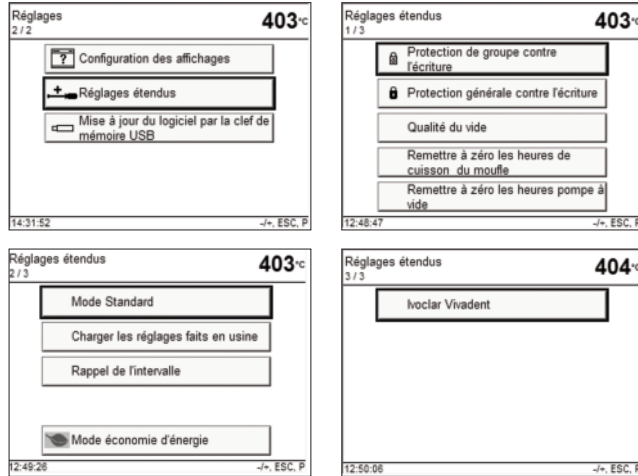 Réglages
2 / 2
403°C
Configuration des affichages
Réglages étendus
Mise à jour du logiciel par la clef de
mémoire USB
14:31:52
-/+, ESC, P
Réglages étendus
1 / 3
403°C
Protection de groupe contre
l'écriture
Protection générale contre l'écriture
Qualité du vide
Remettre à zéro les heures de
cuisson du moufle
Remettre à zéro les heures pompe à
vide
12:48:47
-/+, ESC, P
Réglages étendus
2 / 3
403°C
Mode Standard
Charger les réglages faits en usine
Rappel de l'intervalle
Mode économie d'énergie
12:49:26
-/+, ESC, P
Réglages étendus
3 / 3
404°C
Ivoclar Vivadent
12:50:06
-/+, ESC, P